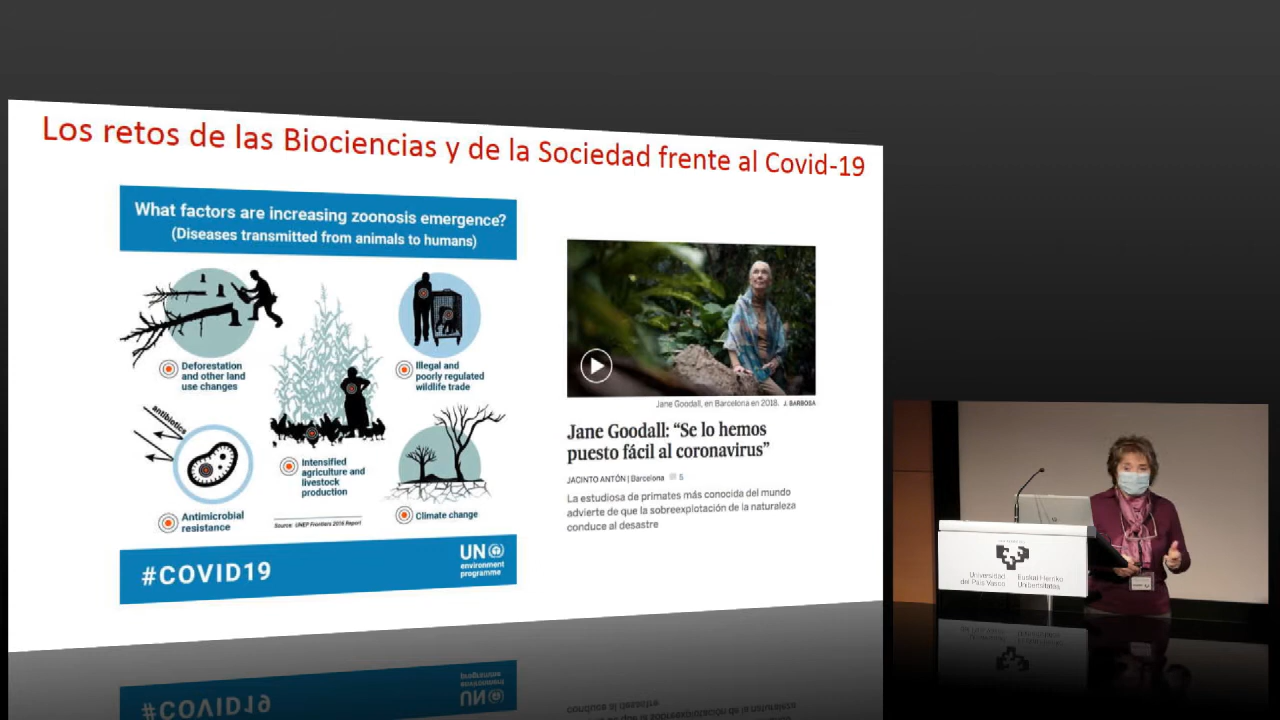 Los retos de las Biociencias y de la Sociedad frente al Covid-19
What factors are increasing zoonosis emergence?
(Diseases transmitted from animals to humans)
Deforestation
and other land
use changes
Illegal and
poorly regulated
wildlife trade
antibiotics
Intensified
agriculture and
livestock
production
Antimicrobial
resistance
Climate change
Source: UNEP Frontiers 2016 Report
#COVID19
UN
environment
programme
Jane Goodall, en Barcelona en 2018. J. BARBOSA
Jane Goodall: “Se lo hemos
puesto fácil al coronavirus”
JACINTO ANTÓN | Barcelona 5
La estudiosa de primates más conocida del mundo
advierte de que la sobreexplotación de la naturaleza
conduce al desastre
Universidad
del País Vasco
Euskal Herriko
Unibertsitatea